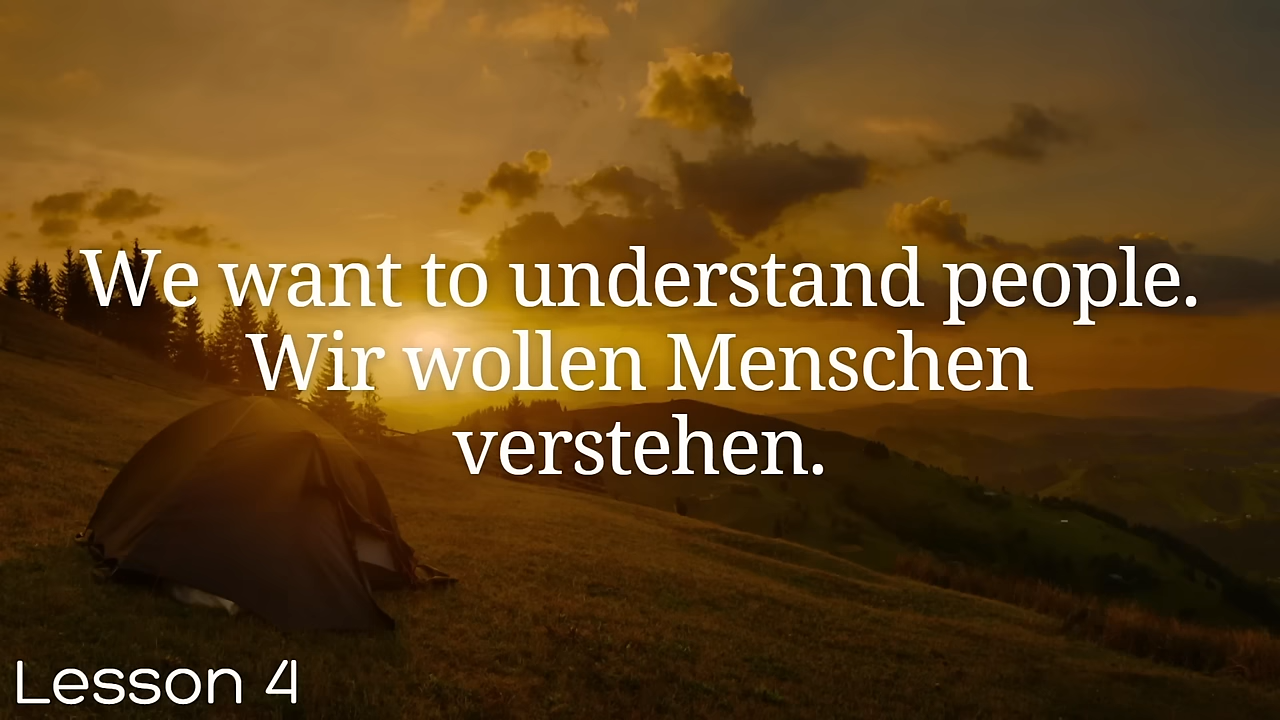 We want to understand people.
Wir wollen Menschen
verstehen.
Lesson 4